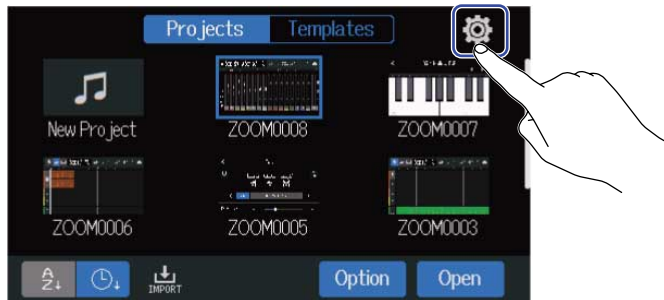 Projects Templates
New Project ZOOM0008 ZOOM0007
ZOOM0006 ZOOM0005 ZOOM0003
A Z↓ IMPORT Option Open